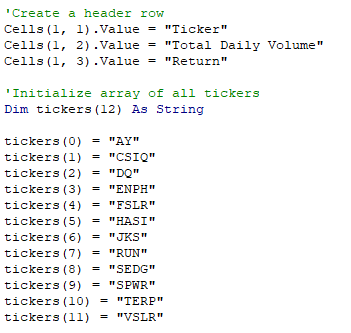 'Create a header row
Cells(1, 1).Value = "Ticker"
Cells(1, 2).Value = "Total Daily Volume"
Cells(1, 3).Value = "Return"
'Initialize array of all tickers
Dim tickers(12) As String
tickers(0) = "AY"
tickers(1) = "CSIQ"
tickers(2) = "DQ"
tickers(3) = "ENPH"
tickers(4) = "FSLR"
tickers(5) = "HASI"
tickers(6) = "JKS"
tickers(7) = "RUN"
tickers(8) = "SEDG"
tickers(9) = "SPWR"
tickers(10) = "TERP"
tickers(11) = "VSLR"